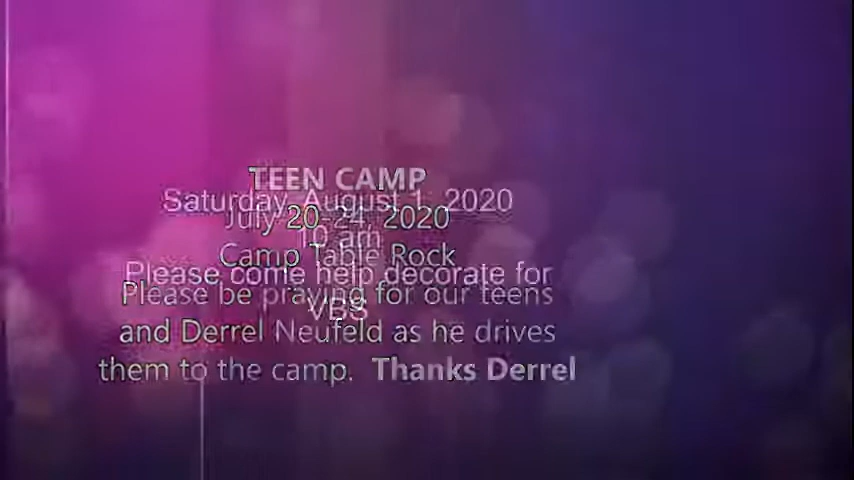 TEEN CAMP
Saturday, August 1, 2020
July 20-24, 2020
10 am
Camp Table Rock
Please come help decorate for
Please be praying for our teens
VBS
and Derrel Neufeld as he drives
them to the camp. Thanks Derrel